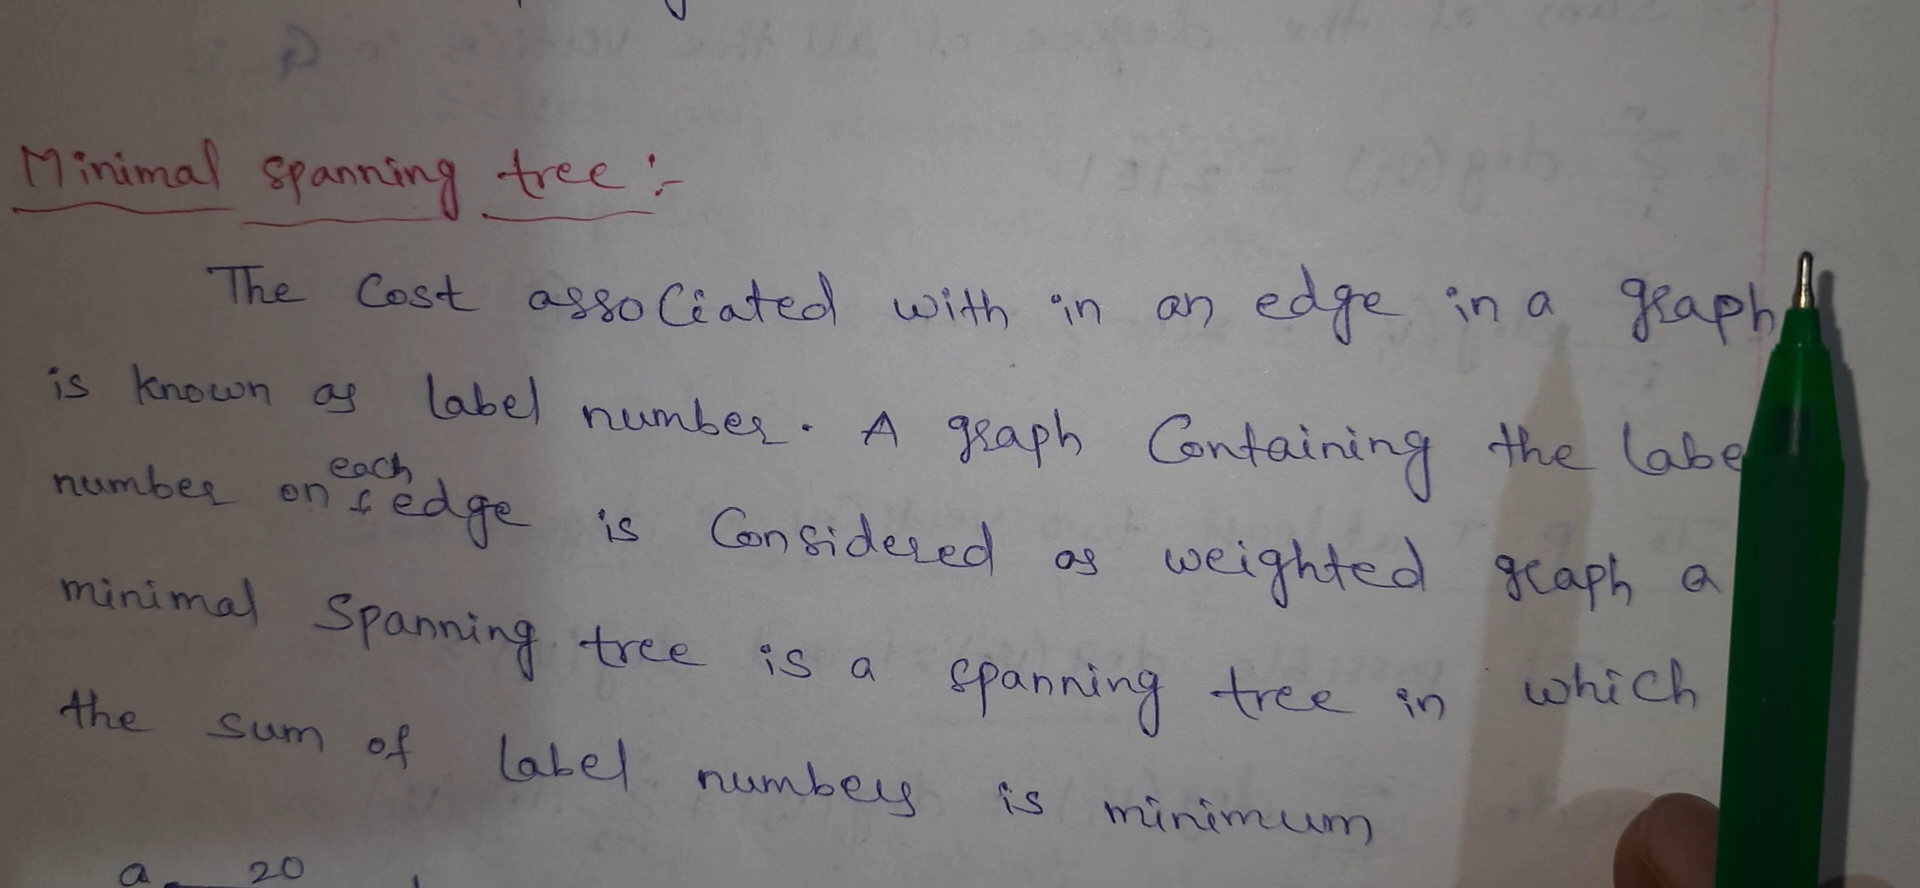 Minimal spanning tree :-
The cost associated with in an edge in a graph
is known as label number. A graph containing the labe
number on each edge is considered as weighted graph a
minimal spanning tree is a spanning tree in which
the sum of label numbers is minimum
a 20